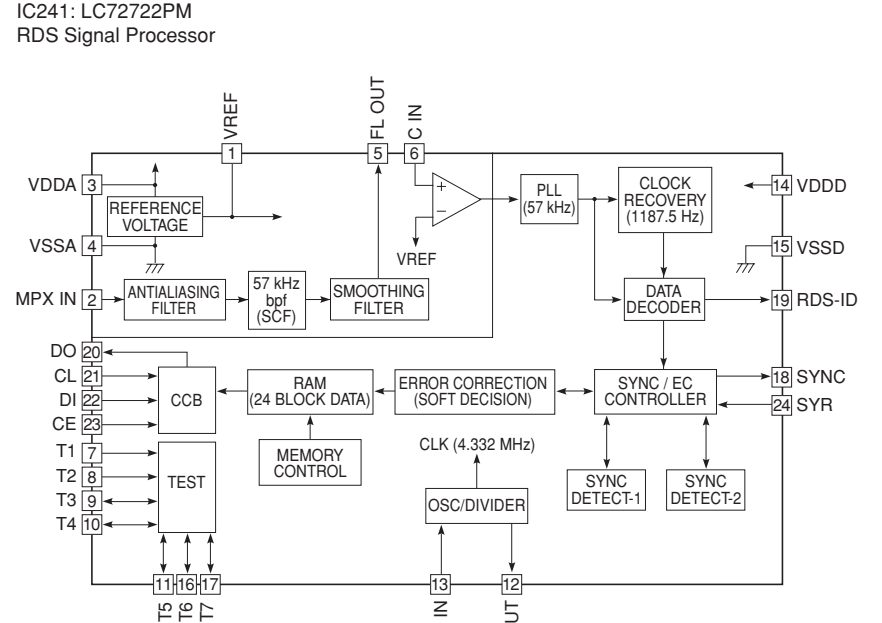 IC241: LC72722PM
RDS Signal Processor
VREF
FL OUT
C IN
1
5
6
VDDA 3
REFERENCE
VOLTAGE
VSSA 4
+
−
VREF
PLL
(57 kHz)
CLOCK
RECOVERY
(1187.5 Hz)
14 VDDD
15 VSSD
MPX IN 2
ANTIALIASING
FILTER
57 kHz
bpf
(SCF)
SMOOTHING
FILTER
DATA
DECODER
19 RDS-ID
DO 20
CL 21
DI 22
CE 23
CCB
RAM
(24 BLOCK DATA)
ERROR CORRECTION
(SOFT DECISION)
SYNC / EC
CONTROLLER
18 SYNC
24 SYR
T1 7
T2 8
T3 9
T4 10
TEST
MEMORY
CONTROL
CLK (4.332 MHz)
OSC/DIVIDER
SYNC
DETECT-1
SYNC
DETECT-2
11 16 17
13
12
T5
T6
T7
IN
UT